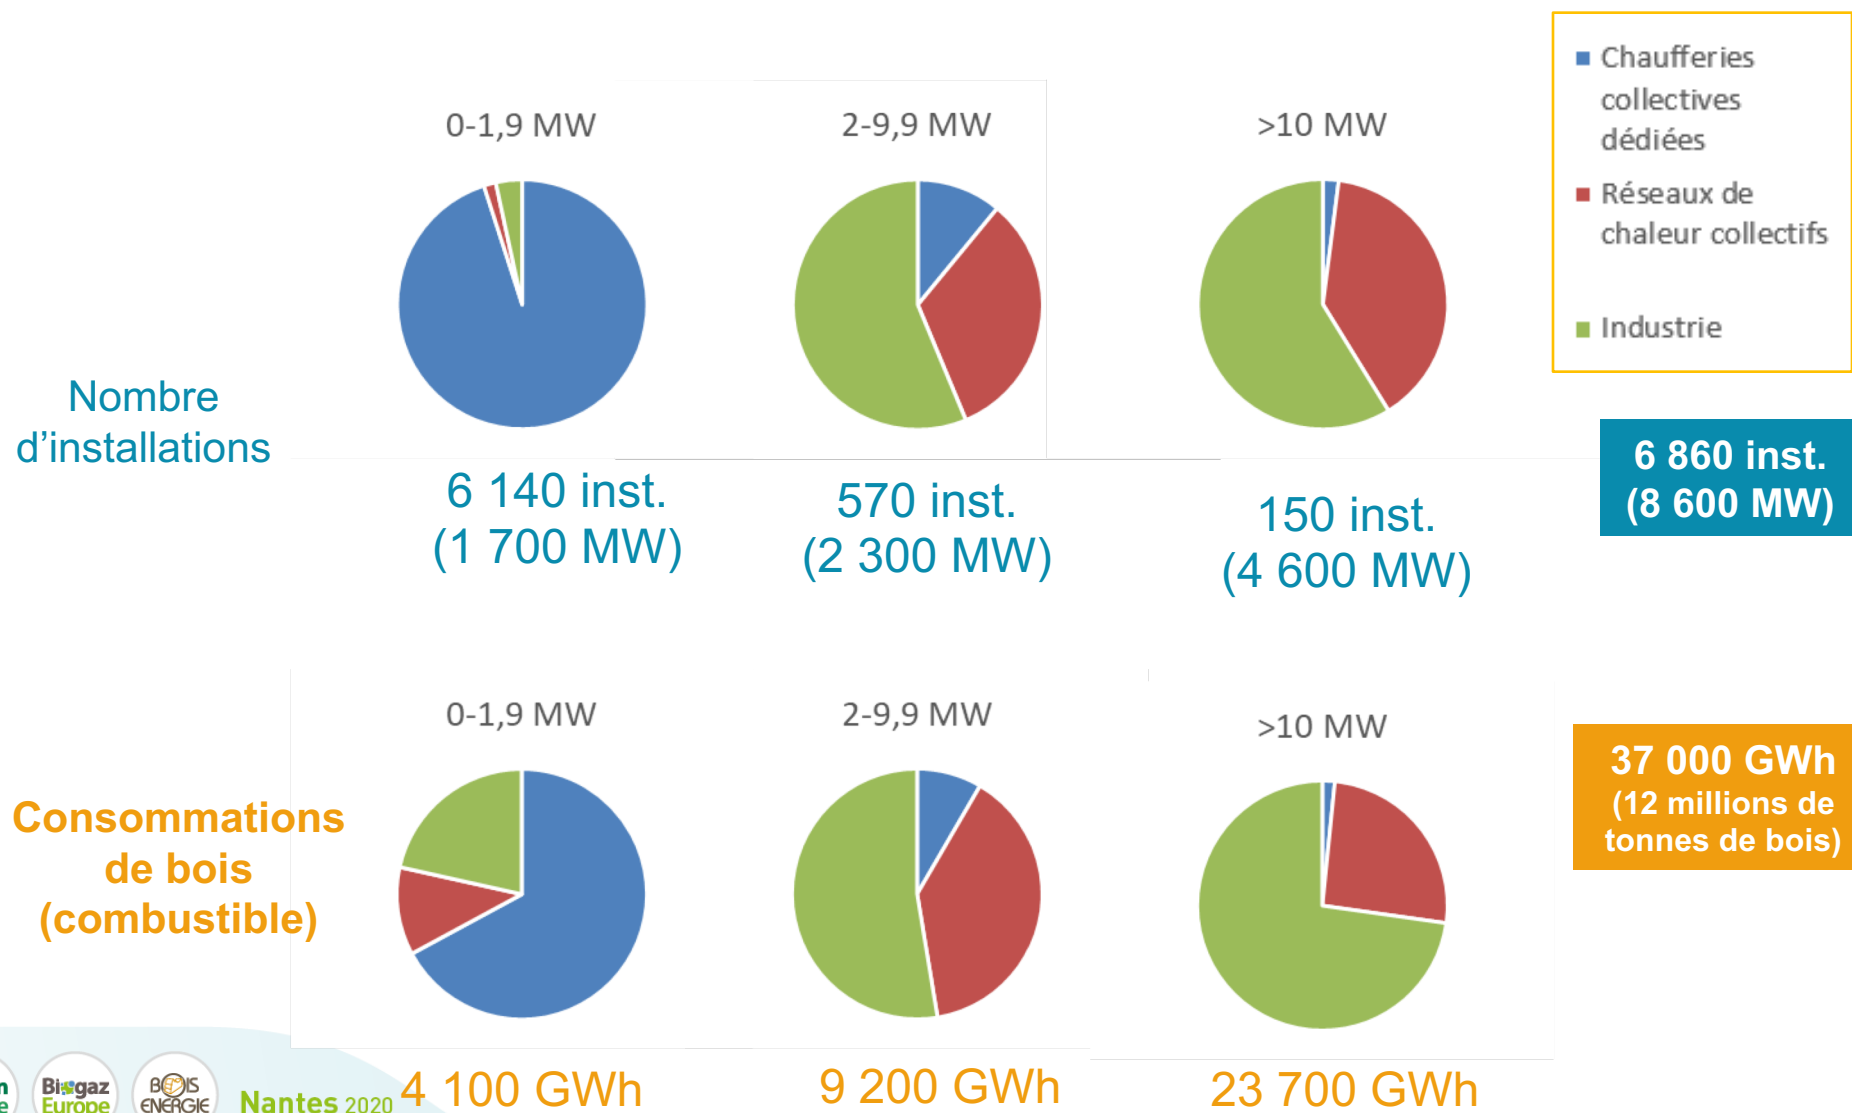 0-1,9 MW
2-9,9 MW
>10 MW
Chaufferies
collectives
dédiées
Réseaux de
chaleur collectifs
Industrie
Nombre
d’installations
6 140 inst.
(1 700 MW)
570 inst.
(2 300 MW)
150 inst.
(4 600 MW)
6 860 inst.
(8 600 MW)
0-1,9 MW
2-9,9 MW
>10 MW
Consommations
de bois
(combustible)
37 000 GWh
(12 millions de
tonnes de bois)
4 100 GWh
9 200 GWh
23 700 GWh
Biogaz
Europe
BOIS
ENERGIE
Nantes 2020